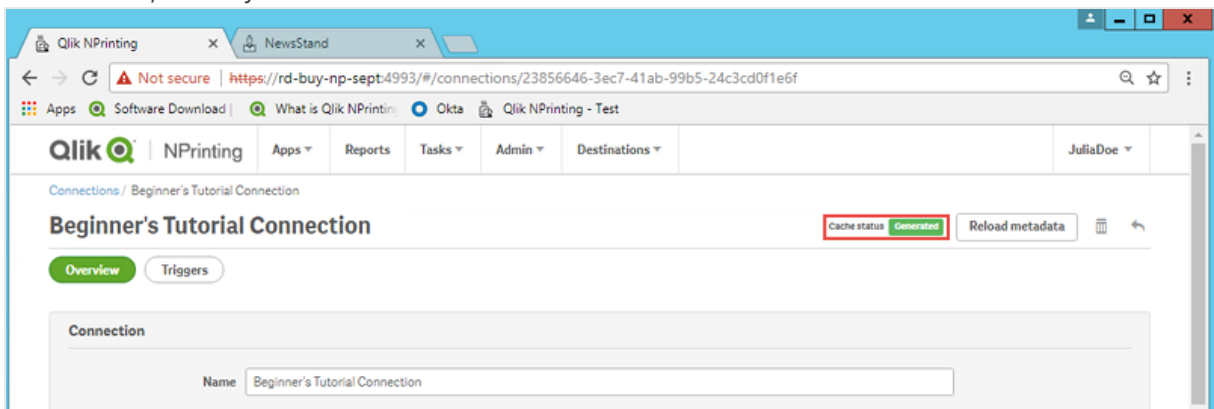 Qlik NPrinting NewsStand
Not secure https://rd-buy-np-sept:4993/#/connections/23856646-3ec7-41ab-99b5-24c3cd0f1e6f
Apps Software Download | What is Qlik NPrinting Okta Qlik NPrinting - Test
Qlik NPrinting Apps Reports Tasks Admin Destinations JuliaDoe
Connections / Beginner's Tutorial Connection
Beginner's Tutorial Connection Cache status Generated Reload metadata
Overview Triggers
Connection
Name Beginner's Tutorial Connection